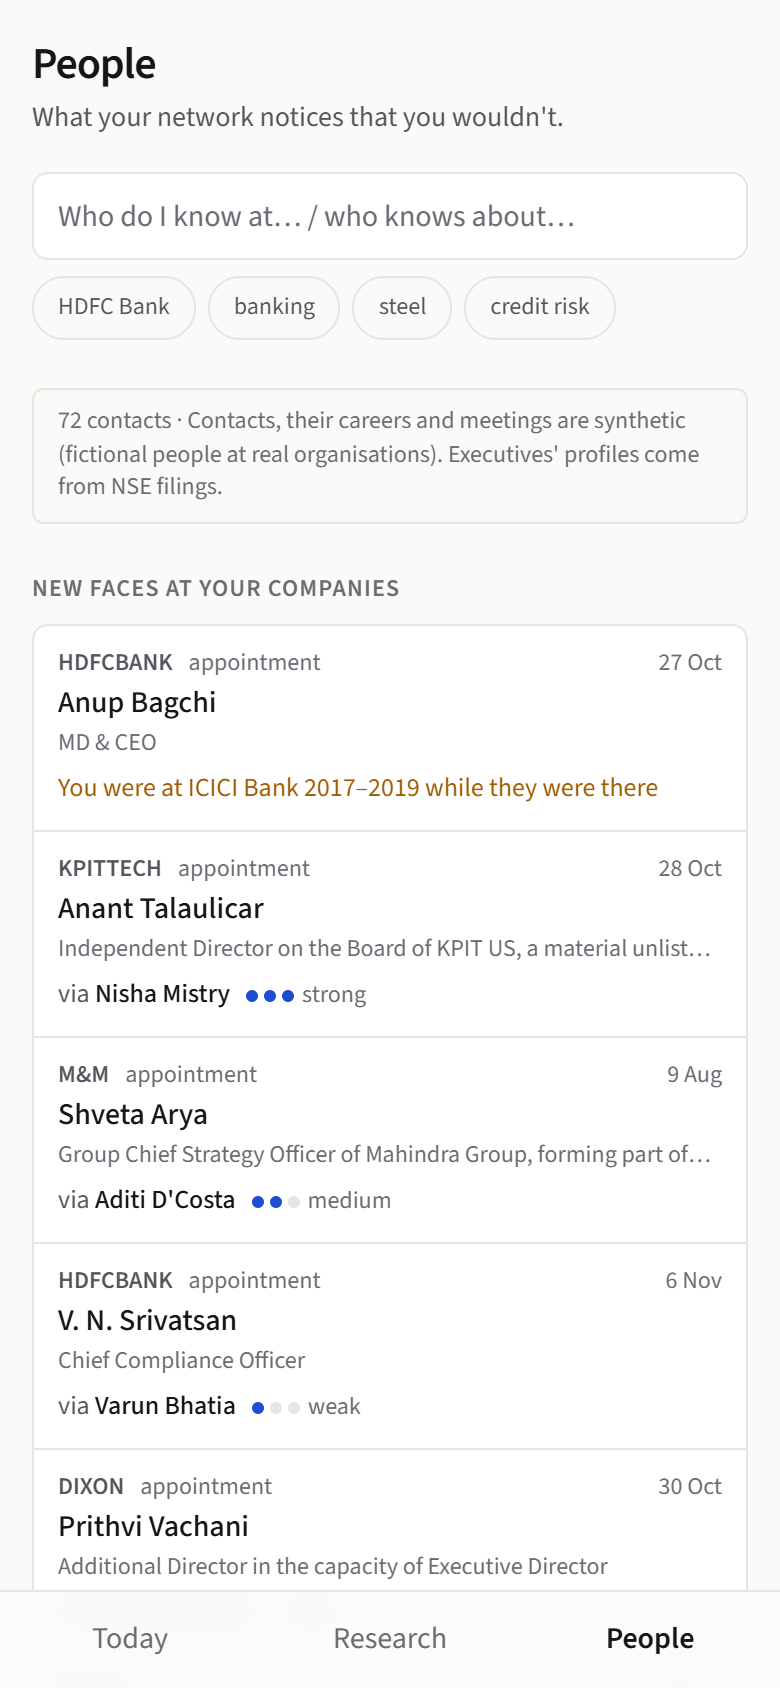 People
What your network notices that you wouldn't.
Who do I know at… / who knows about…
HDFC Bank banking steel credit risk
72 contacts · Contacts, their careers and meetings are synthetic
(fictional people at real organisations). Executives' profiles come
from NSE filings.
NEW FACES AT YOUR COMPANIES
HDFCBANK appointment 27 Oct
Anup Bagchi
MD & CEO
You were at ICICI Bank 2017–2019 while they were there
KPITTECH appointment 28 Oct
Anant Talaulicar
Independent Director on the Board of KPIT US, a material unlist…
via Nisha Mistry strong
M&M appointment 9 Aug
Shveta Arya
Group Chief Strategy Officer of Mahindra Group, forming part of…
via Aditi D'Costa medium
HDFCBANK appointment 6 Nov
V. N. Srivatsan
Chief Compliance Officer
via Varun Bhatia weak
DIXON appointment 30 Oct
Prithvi Vachani
Additional Director in the capacity of Executive Director
Today Research People